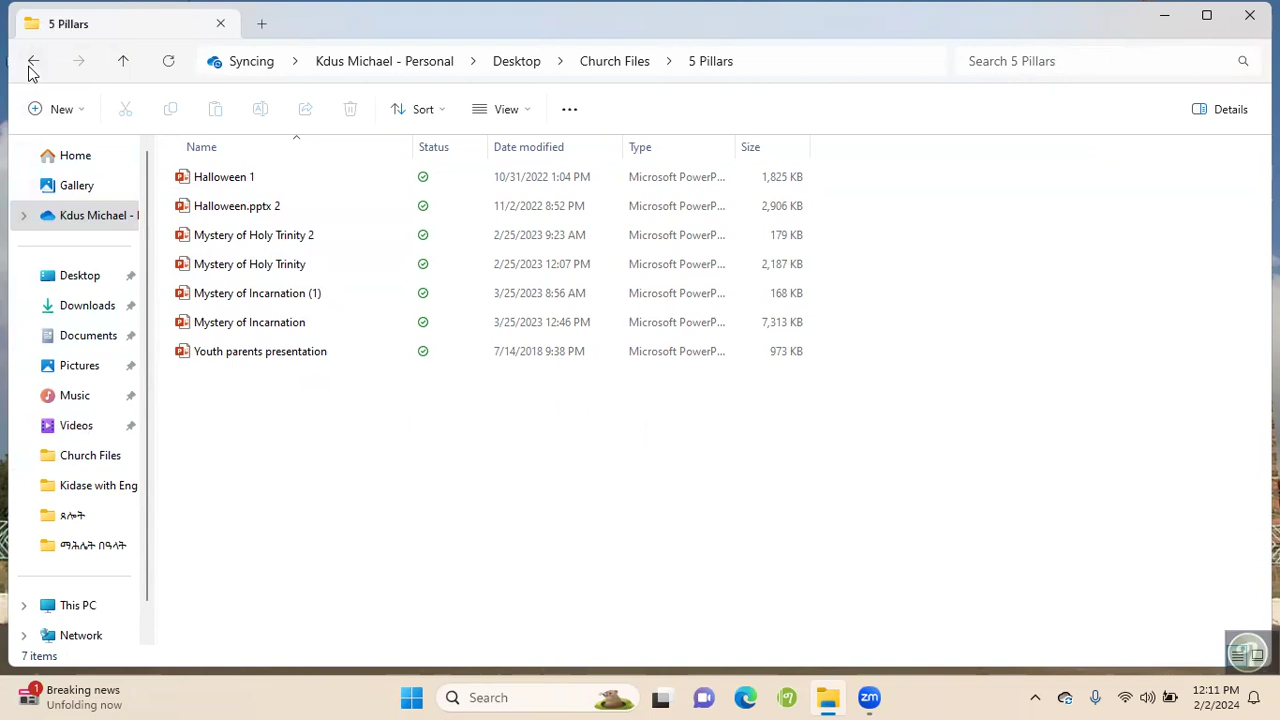 5 Pillars
Syncing > Kdus Michael - Personal > Desktop > Church Files > 5 Pillars
Search 5 Pillars
New
Sort
View
Details
Name Status Date modified Type Size
Halloween 1 10/31/2022 1:04 PM Microsoft PowerP... 1,825 KB
Halloween.pptx 2 11/2/2022 8:52 PM Microsoft PowerP... 2,906 KB
Mystery of Holy Trinity 2 2/25/2023 9:23 AM Microsoft PowerP... 179 KB
Mystery of Holy Trinity 2/25/2023 12:07 PM Microsoft PowerP... 2,187 KB
Mystery of Incarnation (1) 3/25/2023 8:56 AM Microsoft PowerP... 168 KB
Mystery of Incarnation 3/25/2023 12:46 PM Microsoft PowerP... 7,313 KB
Youth parents presentation 7/14/2018 9:38 PM Microsoft PowerP... 973 KB
Home
Gallery
Kdus Michael -
Desktop
Downloads
Documents
Pictures
Music
Videos
Church Files
Kidase with Eng
ጸሎት
ማሕሌት በዓላት
This PC
Network
7 items
1
Breaking news
Unfolding now
Search
zm
12:11 PM
2/2/2024